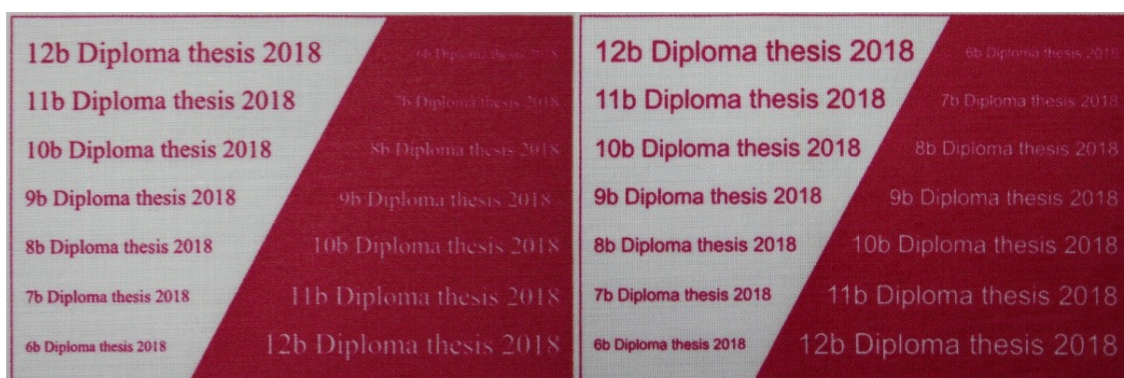 12b Diploma thesis 2018
11b Diploma thesis 2018
10b Diploma thesis 2018
9b Diploma thesis 2018
8b Diploma thesis 2018
7b Diploma thesis 2018
6b Diploma thesis 2018
6b Diploma thesis
7b Diploma thesis 2018
8b Diploma thesis 2018
9b Diploma thesis 2018
10b Diploma thesis 2018
11b Diploma thesis 2018
12b Diploma thesis 2018
12b Diploma thesis 2018
11b Diploma thesis 2018
10b Diploma thesis 2018
9b Diploma thesis 2018
8b Diploma thesis 2018
7b Diploma thesis 2018
6b Diploma thesis 2018
6b Diploma thesis 2018
7b Diploma thesis 2018
8b Diploma thesis 2018
9b Diploma thesis 2018
10b Diploma thesis 2018
11b Diploma thesis 2018
12b Diploma thesis 2018